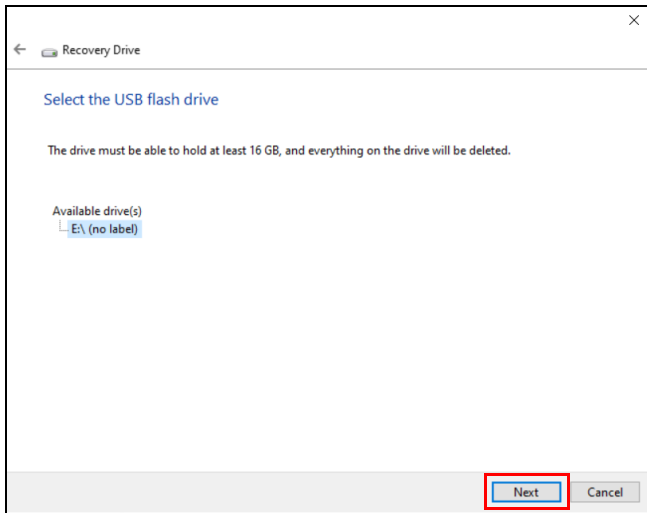 Recovery Drive
Select the USB flash drive
The drive must be able to hold at least 16 GB, and everything on the drive will be deleted.
Available drive(s)
E:\ (no label)
Next Cancel